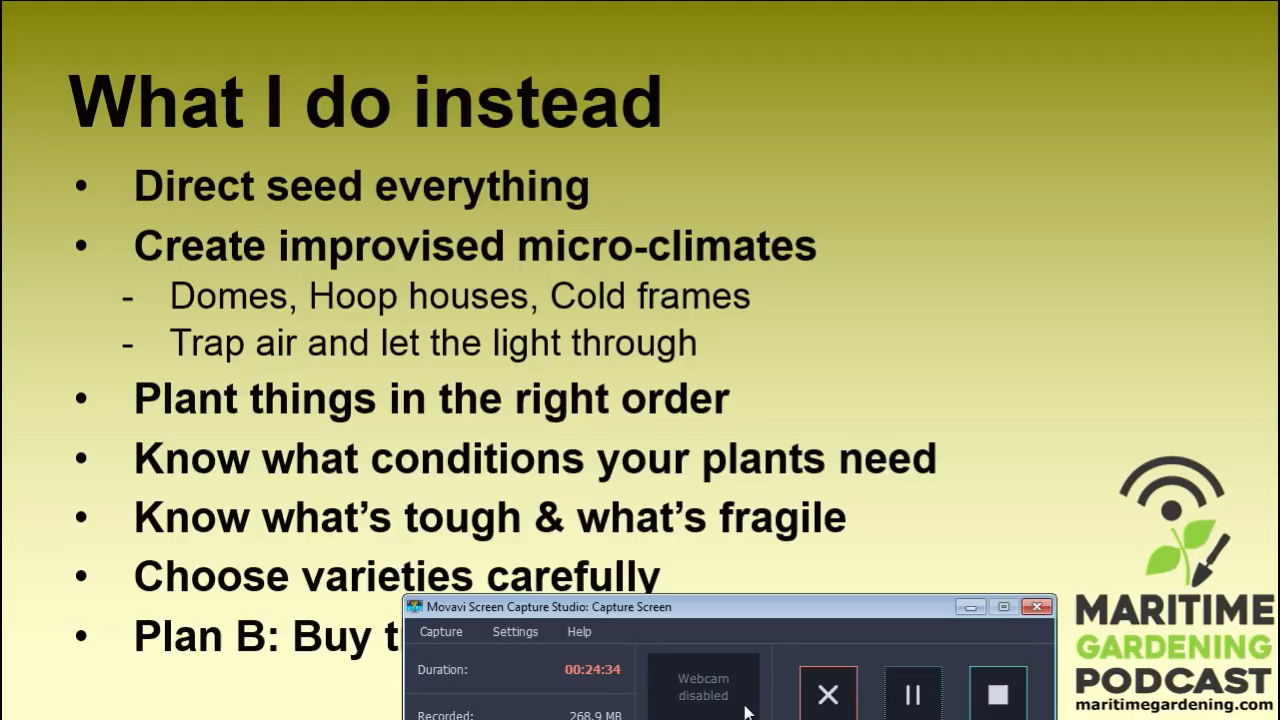 What I do instead
• Direct seed everything
• Create improvised micro-climates
- Domes, Hoop houses, Cold frames
- Trap air and let the light through
• Plant things in the right order
• Know what conditions your plants need
• Know what's tough & what's fragile
• Choose varieties carefully
• Plan B: Buy t
Movavi Screen Capture Studio: Capture Screen
Capture Settings Help
Duration: 00:24:34
Recorded: 268.9 MB
Webcam
disabled
MARITIME
GARDENING
PODCAST
maritimegardening.com